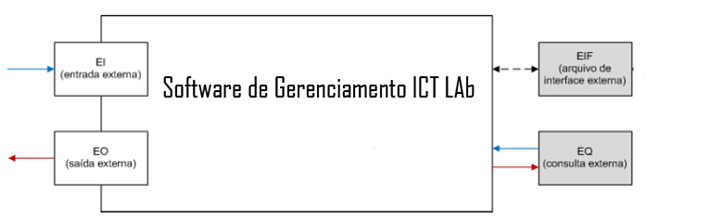 EI
(entrada externa)
Software de Gerenciamento ICT LAb
EIF
(arquivo de
interface externa)
EO
(saída externa)
EQ
(consulta externa)